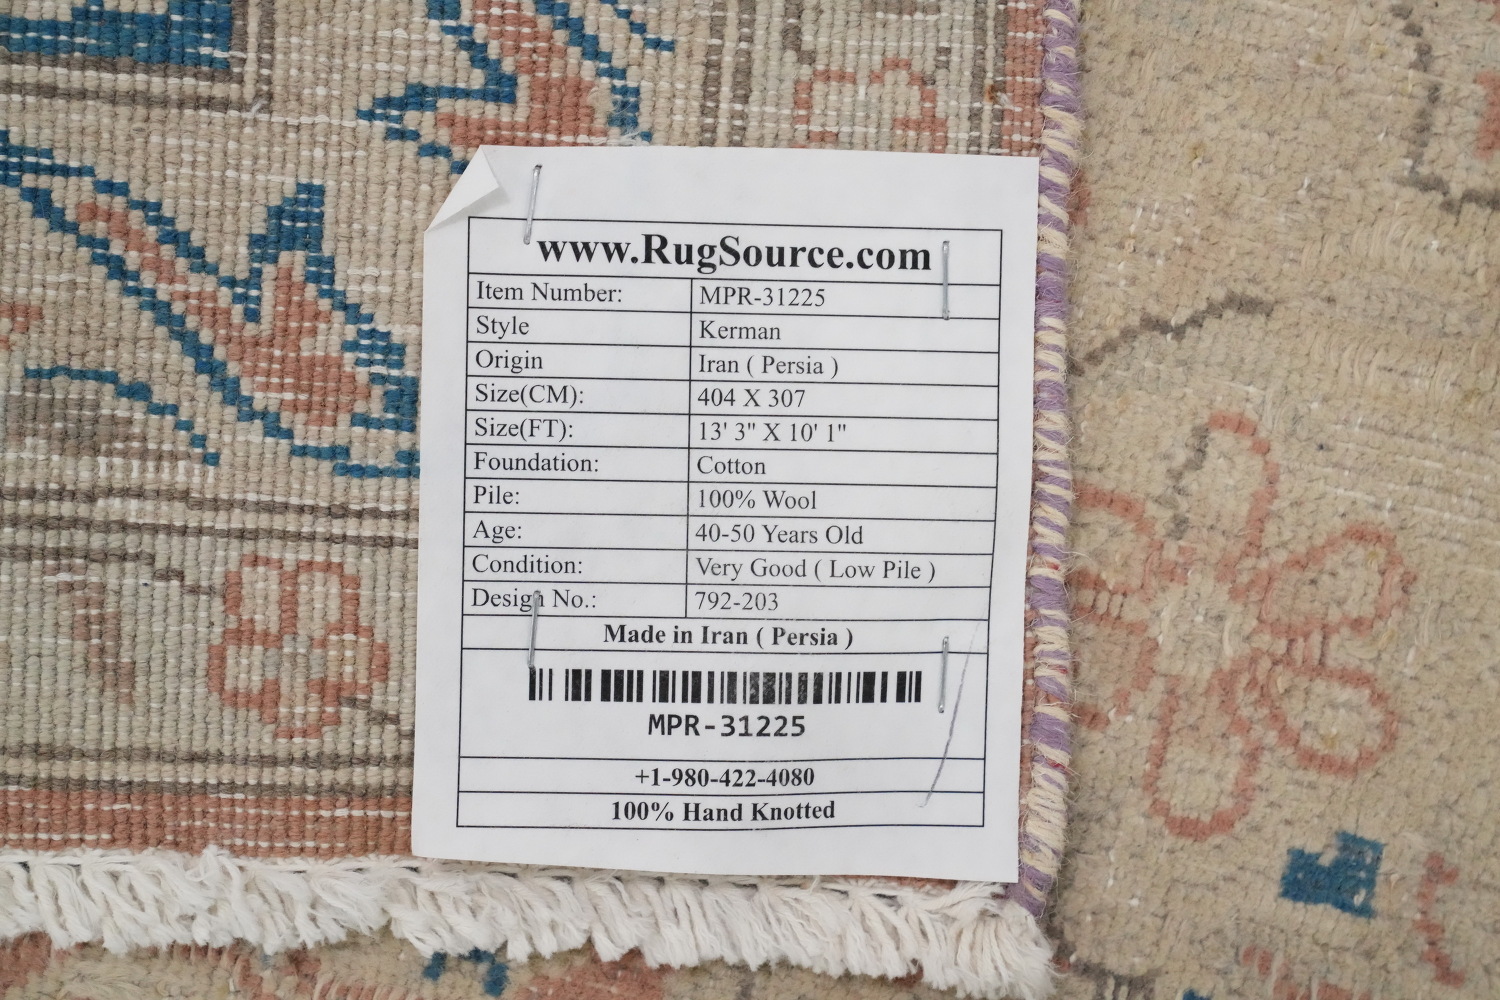 www.RugSource.com
Item Number: MPR-31225
Style Kerman
Origin Iran ( Persia )
Size(CM): 404 X 307
Size(FT): 13' 3" X 10' 1"
Foundation: Cotton
Pile: 100% Wool
Age: 40-50 Years Old
Condition: Very Good ( Low Pile )
Design No.: 792-203
Made in Iran ( Persia )
MPR-31225
+1-980-422-4080
100% Hand Knotted